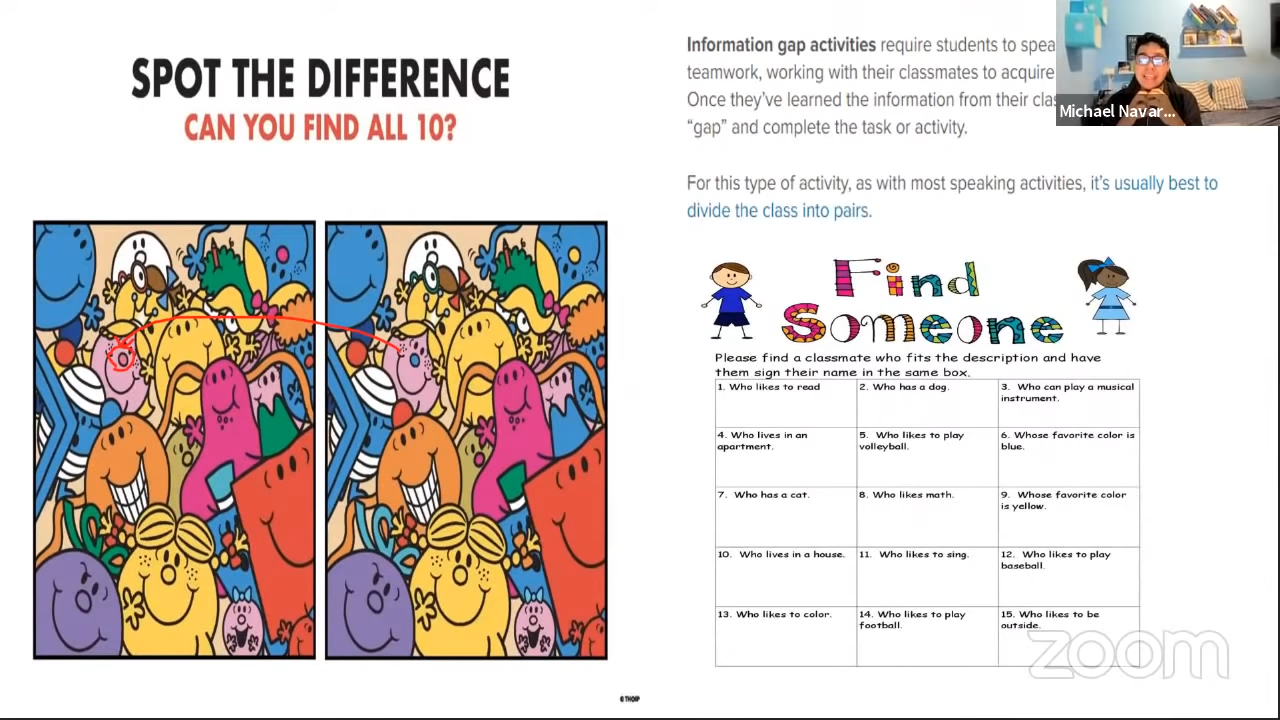 SPOT THE DIFFERENCE
CAN YOU FIND ALL 10?
© THOIP
Information gap activities require students to spea
teamwork, working with their classmates to acquire
Once they’ve learned the information from their clas
“gap” and complete the task or activity.
For this type of activity, as with most speaking activities, it’s usually best to
divide the class into pairs.
Michael Navar...
Find
Someone
Please find a classmate who fits the description and have
them sign their name in the same box.
1. Who likes to read
2. Who has a dog.
3. Who can play a musical
instrument.
4. Who lives in an
apartment.
5. Who likes to play
volleyball.
6. Whose favorite color is
blue.
7. Who has a cat.
8. Who likes math.
9. Whose favorite color
is yellow.
10. Who lives in a house.
11. Who likes to sing.
12. Who likes to play
baseball.
13. Who likes to color.
14. Who likes to play
football.
15. Who likes to be
outside.
zoom